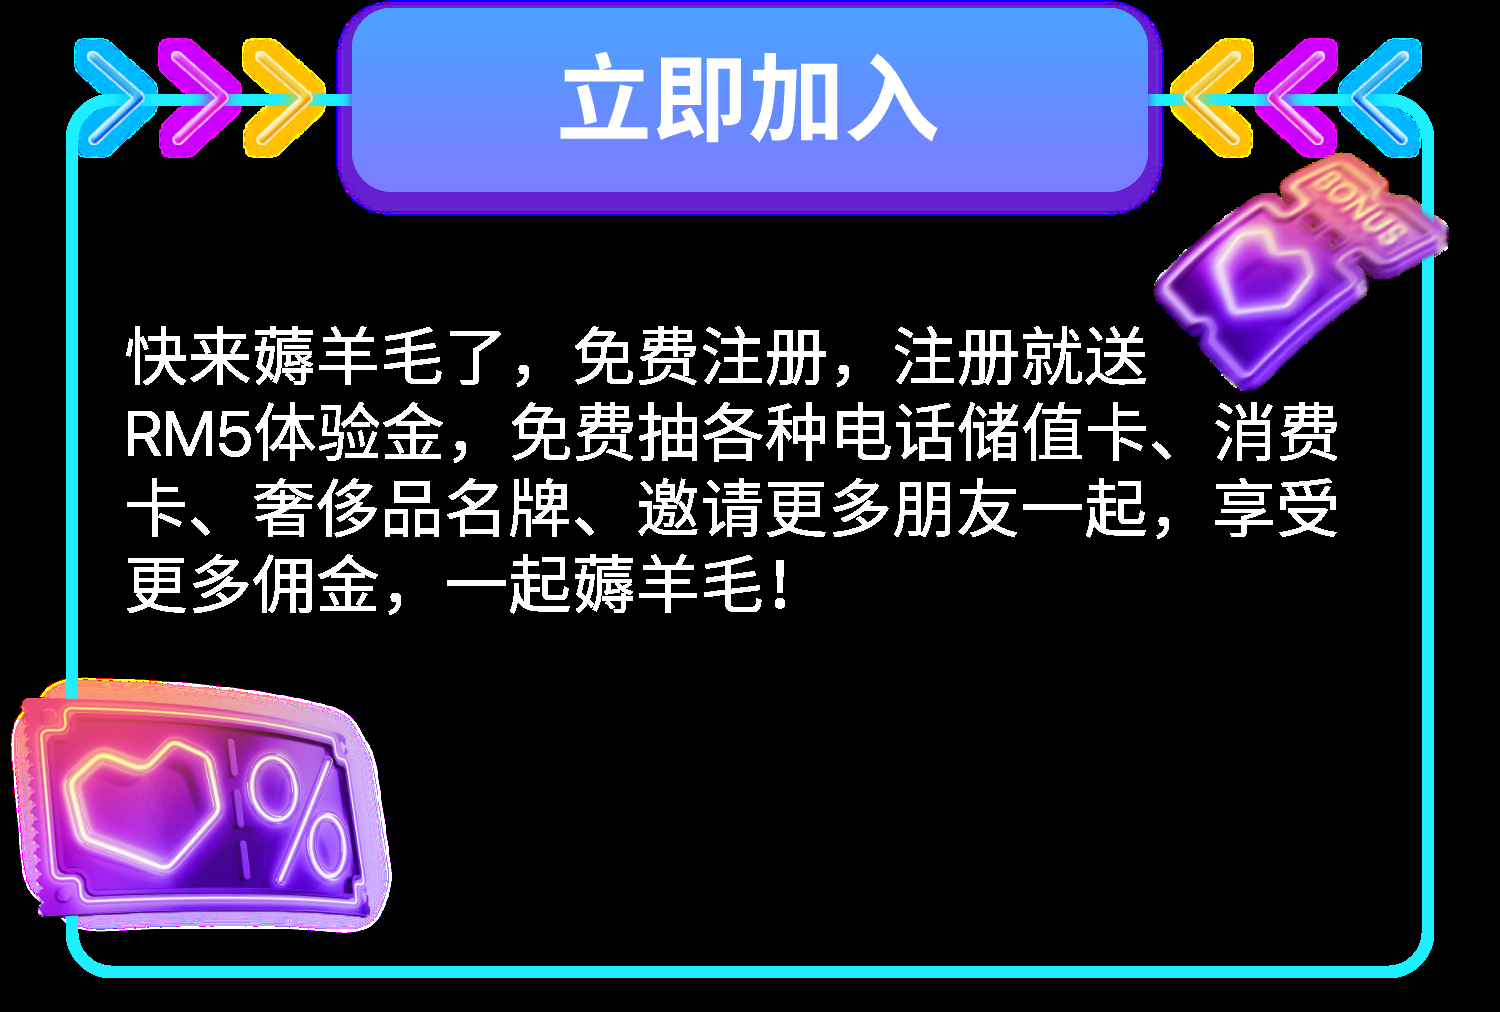 立即加入
BONUS
快来薅羊毛了，免费注册，注册就送
RM5体验金，免费抽各种电话储值卡、消费
卡、奢侈品名牌、邀请更多朋友一起，享受
更多佣金，一起薅羊毛！
%